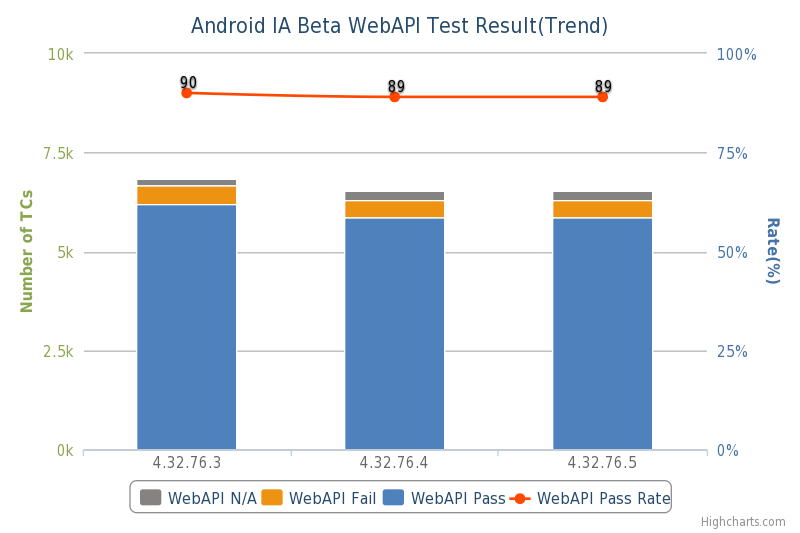 Android IA Beta WebAPI Test Result(Trend)
10k 100%
90 89 89
7.5k 75%
Number of TCs
Rate(%)
5k 50%
2.5k 25%
0k 0%
4.32.76.3 4.32.76.4 4.32.76.5
WebAPI N/A WebAPI Fail WebAPI Pass WebAPI Pass Rate
Highcharts.com